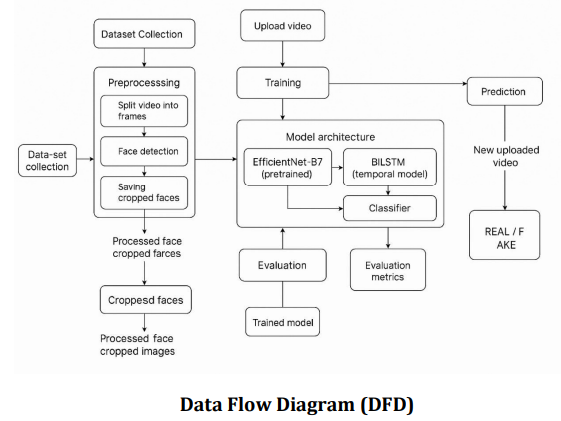 Upload video
Dataset Collection
Preprocesssing
Training
Prediction
Split video into
frames
Model architecture
Data-set
collection
Face detection
EfficientNet-B7
(pretrained)
BILSTM
(temporal model)
New uploaded
video
Saving
cropped faces
Classifier
REAL / F
AKE
Processed face
cropped farces
Evaluation
Evaluation
metrics
Croppesd faces
Trained model
Processed face
cropped images
Data Flow Diagram (DFD)